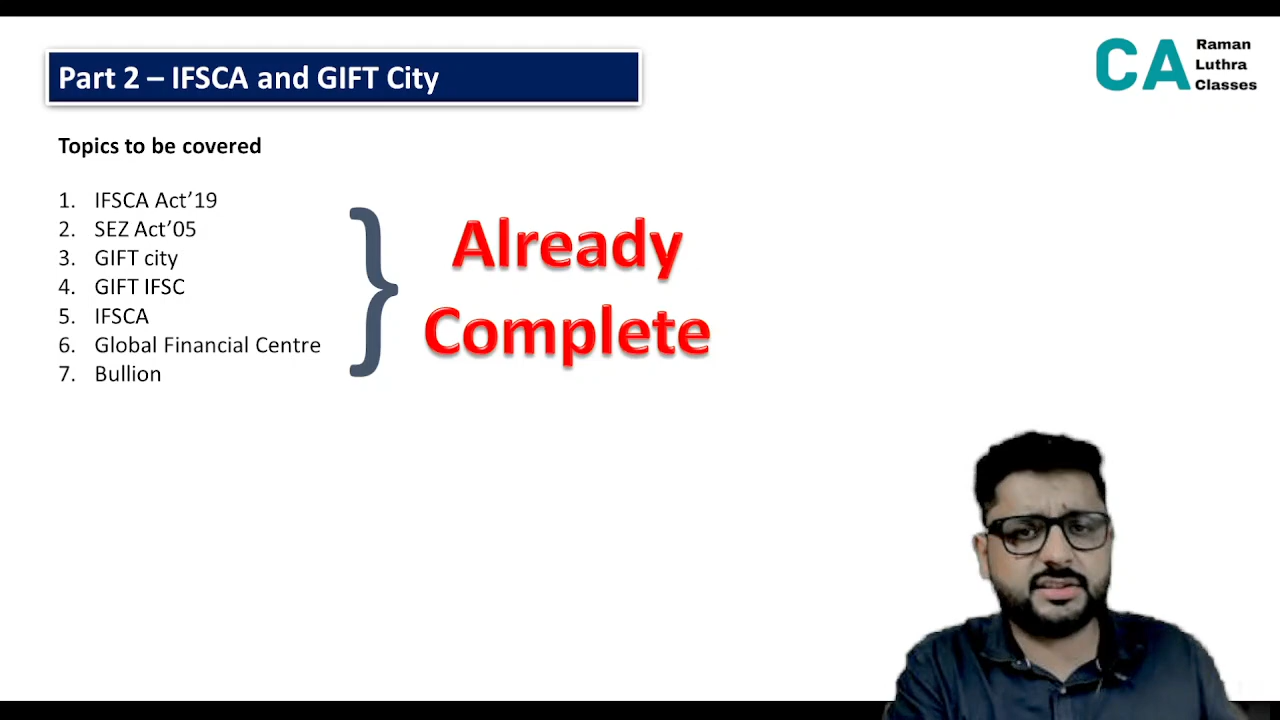 Part 2 – IFSCA and GIFT City
CA Raman
Luthra
Classes
Topics to be covered
1. IFSCA Act’19
2. SEZ Act’05
3. GIFT city
4. GIFT IFSC
5. IFSCA
6. Global Financial Centre
7. Bullion
Already
Complete